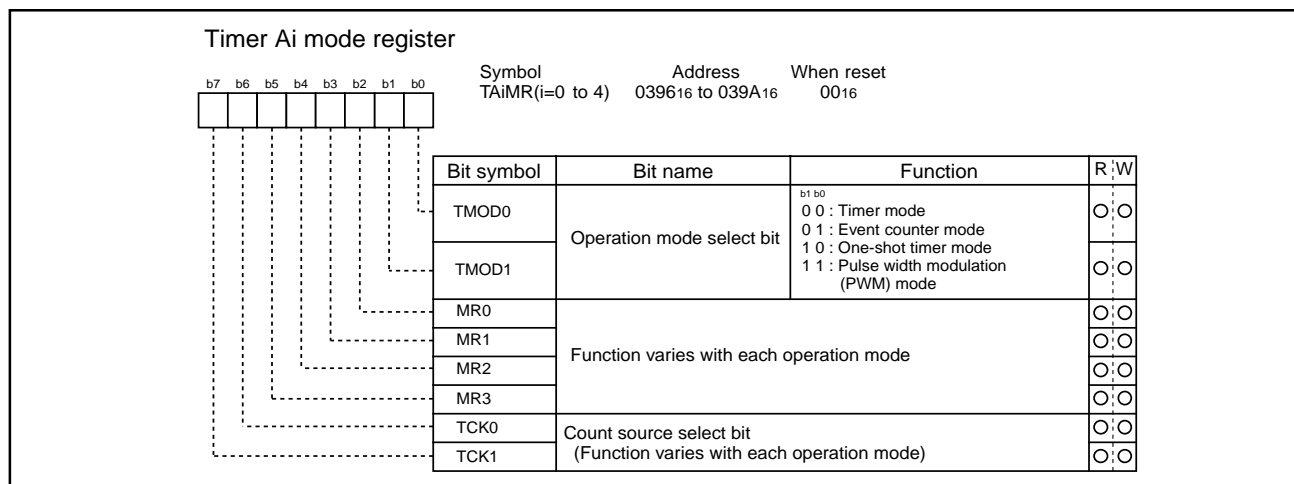 Timer Ai mode register
Symbol Address When reset
TAiMR(i=0 to 4) 039616 to 039A16 0016
b7 b6 b5 b4 b3 b2 b1 b0
Bit symbol Bit name Function R W
TMOD0
TMOD1
Operation mode select bit
b1 b0
0 0 : Timer mode
0 1 : Event counter mode
1 0 : One-shot timer mode
1 1 : Pulse width modulation
(PWM) mode
MR0
MR1
MR2
MR3
Function varies with each operation mode
TCK0
TCK1
Count source select bit
(Function varies with each operation mode)